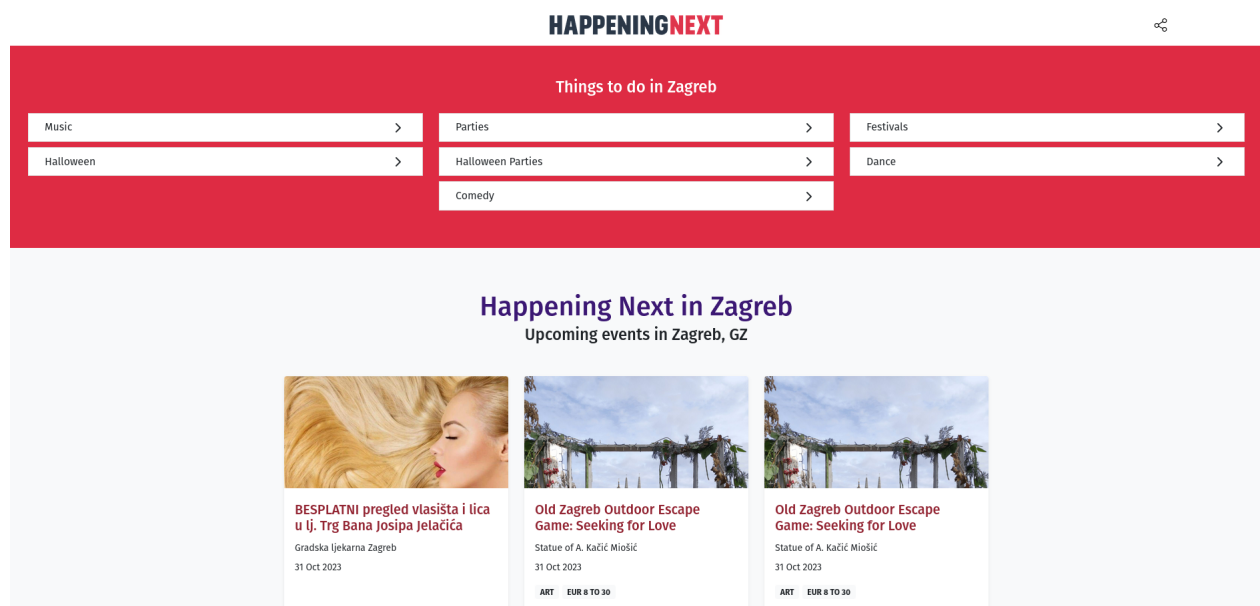 HAPPENINGNEXT
Things to do in Zagreb
Music
Parties
Festivals
Halloween
Halloween Parties
Dance
Comedy
Happening Next in Zagreb
Upcoming events in Zagreb, GZ
BESPLATNI pregled vlasišta i lica
u lj. Trg Bana Josipa Jelačića
Gradska ljekarna Zagreb
31 Oct 2023
Old Zagreb Outdoor Escape
Game: Seeking for Love
Statue of A. Kačić Miošić
31 Oct 2023
ART EUR 8 TO 30
Old Zagreb Outdoor Escape
Game: Seeking for Love
Statue of A. Kačić Miošić
31 Oct 2023
ART EUR 8 TO 30